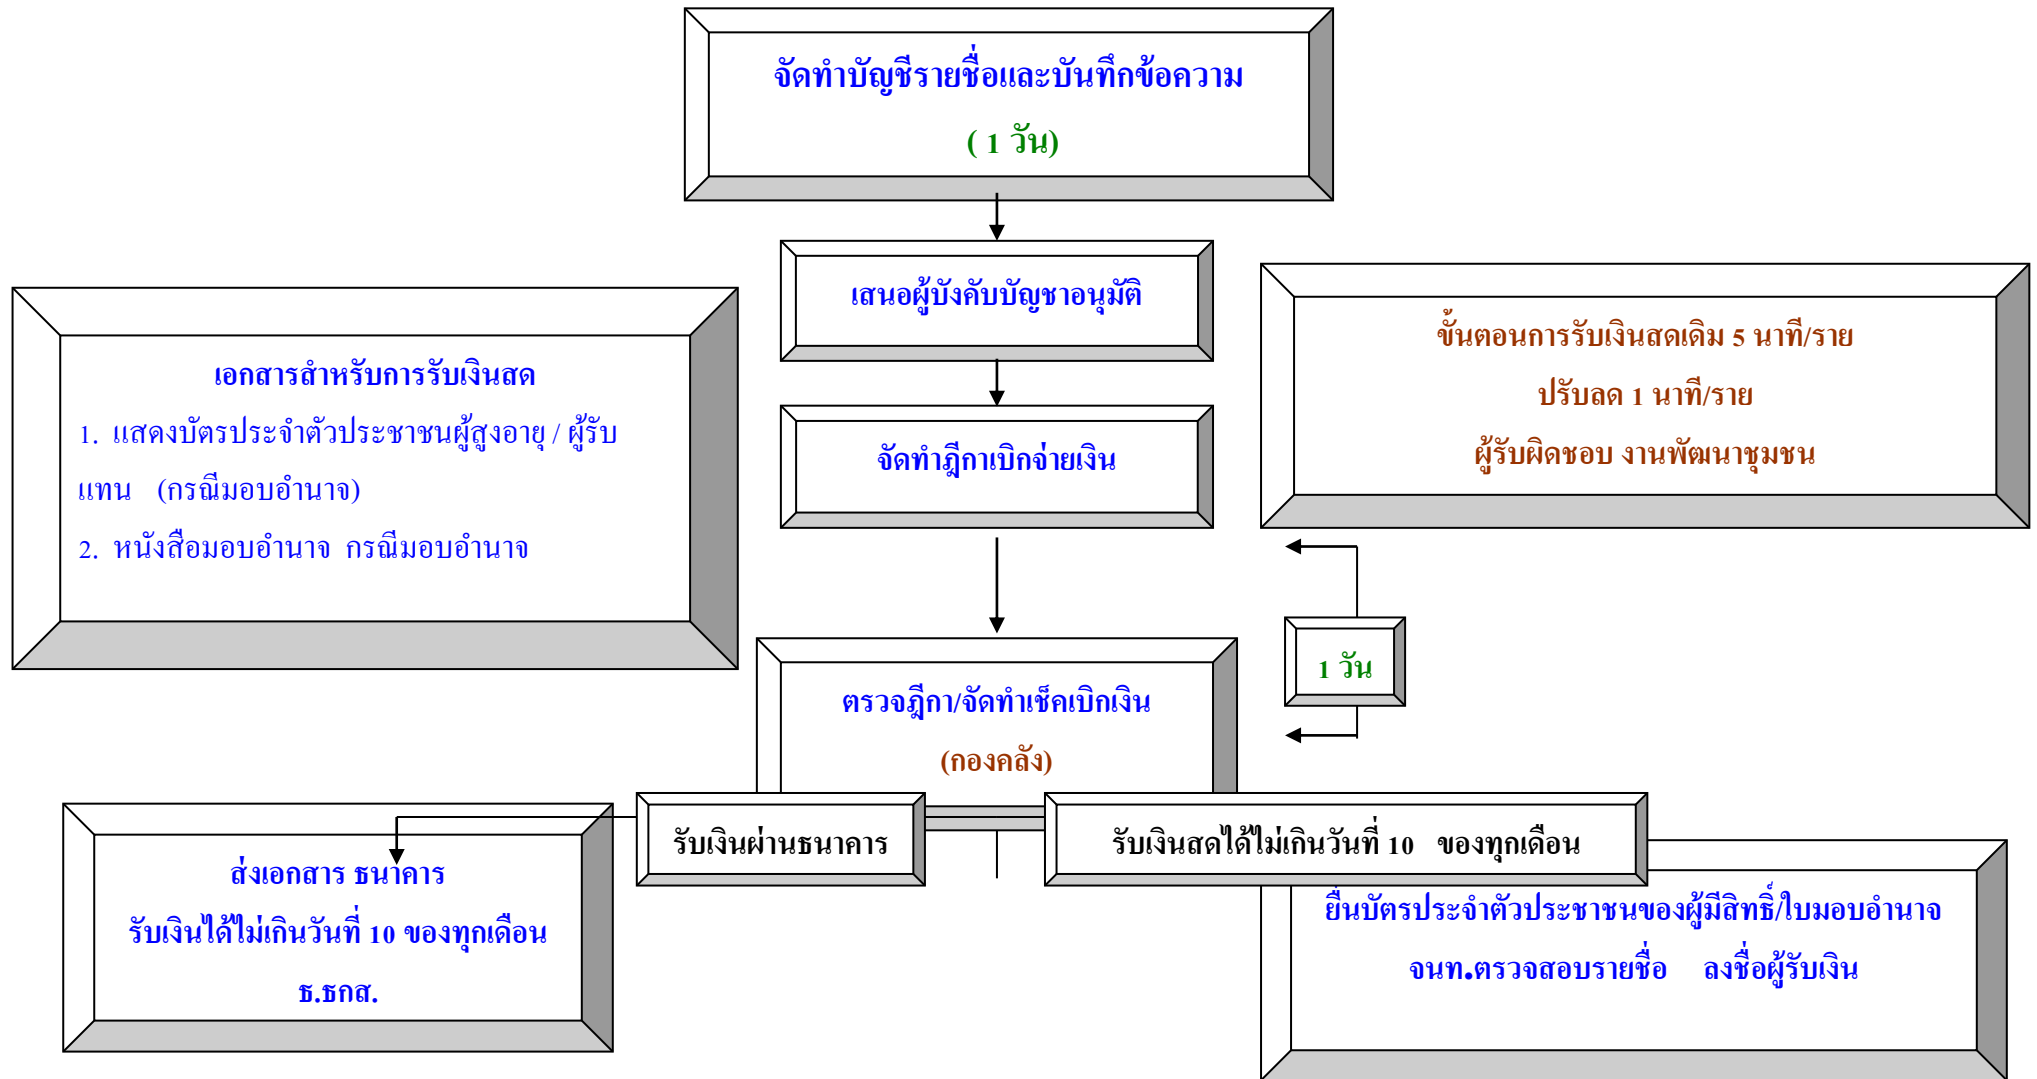 จัดทำบัญชีรายชื่อและบันทึกข้อความ
( 1 วัน)
เสนอผู้บังคับบัญชาอนุมัติ
จัดทำฎีกาเบิกจ่ายเงิน
เอกสารสำหรับการรับเงินสด
1. แสดงบัตรประจำตัวประชาชนผู้สูงอายุ / ผู้รับ
แทน (กรณีมอบอำนาจ)
2. หนังสือมอบอำนาจ กรณีมอบอำนาจ
ขั้นตอนการรับเงินสดเดิม 5 นาที/ราย
ปรับลด 1 นาที/ราย
ผู้รับผิดชอบ งานพัฒนาชุมชน
1 วัน
ตรวจฎีกา/จัดทำเช็คเบิกเงิน
(กองคลัง)
รับเงินผ่านธนาคาร
รับเงินสดได้ไม่เกินวันที่ 10 ของทุกเดือน
ส่งเอกสาร ธนาคาร
รับเงินได้ไม่เกินวันที่ 10 ของทุกเดือน
ธ.ธกส.
ยื่นบัตรประจำตัวประชาชนของผู้มีสิทธิ์/ใบมอบอำนาจ
จนท.ตรวจสอบรายชื่อ ลงชื่อผู้รับเงิน